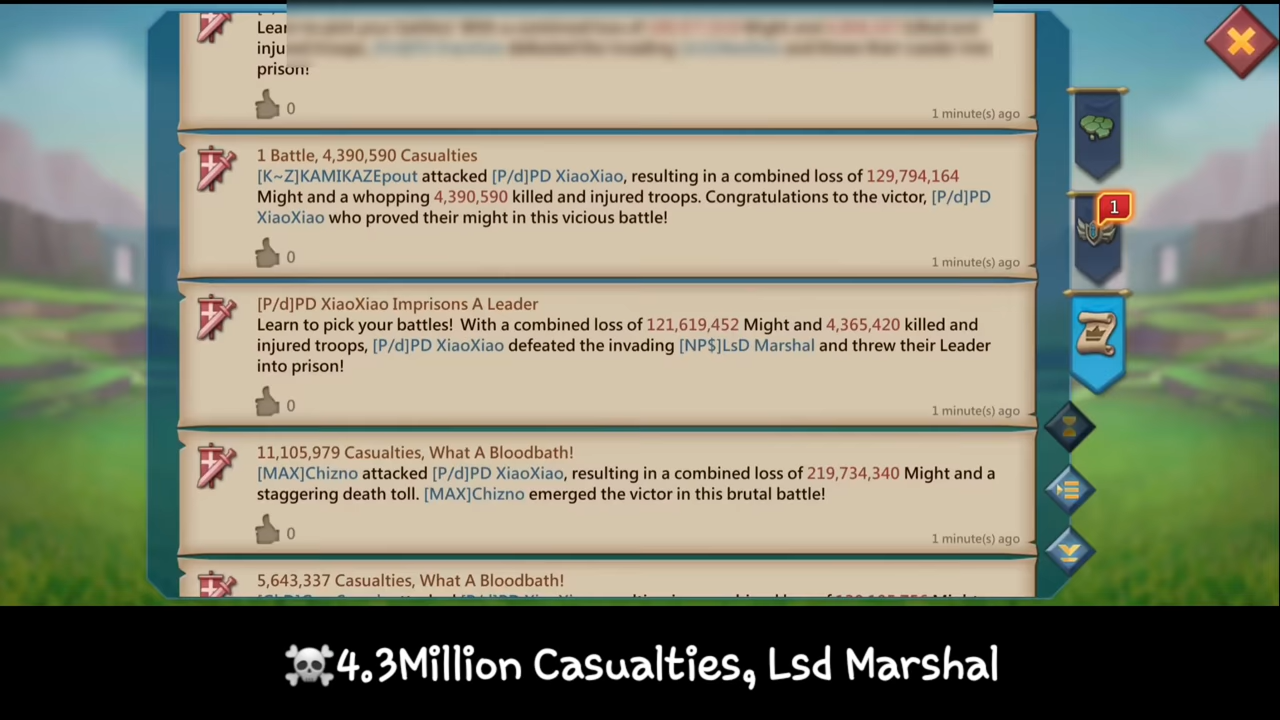 Lear
inju
prison!
0
1 minute(s) ago
1 Battle, 4,390,590 Casualties
[K~Z]KAMIKAZEpout attacked [P/d]PD XiaoXiao, resulting in a combined loss of 129,794,164
Might and a whopping 4,390,590 killed and injured troops. Congratulations to the victor, [P/d]PD
XiaoXiao who proved their might in this vicious battle!
0
1 minute(s) ago
1
[P/d]PD XiaoXiao Imprisons A Leader
Learn to pick your battles! With a combined loss of 121,619,452 Might and 4,365,420 killed and
injured troops, [P/d]PD XiaoXiao defeated the invading [NP$]LsD Marshal and threw their Leader
into prison!
0
1 minute(s) ago
11,105,979 Casualties, What A Bloodbath!
[MAX]Chizno attacked [P/d]PD XiaoXiao, resulting in a combined loss of 219,734,340 Might and a
staggering death toll. [MAX]Chizno emerged the victor in this brutal battle!
0
1 minute(s) ago
5,643,337 Casualties, What A Bloodbath!
☠️4.3Million Casualties, Lsd Marshal